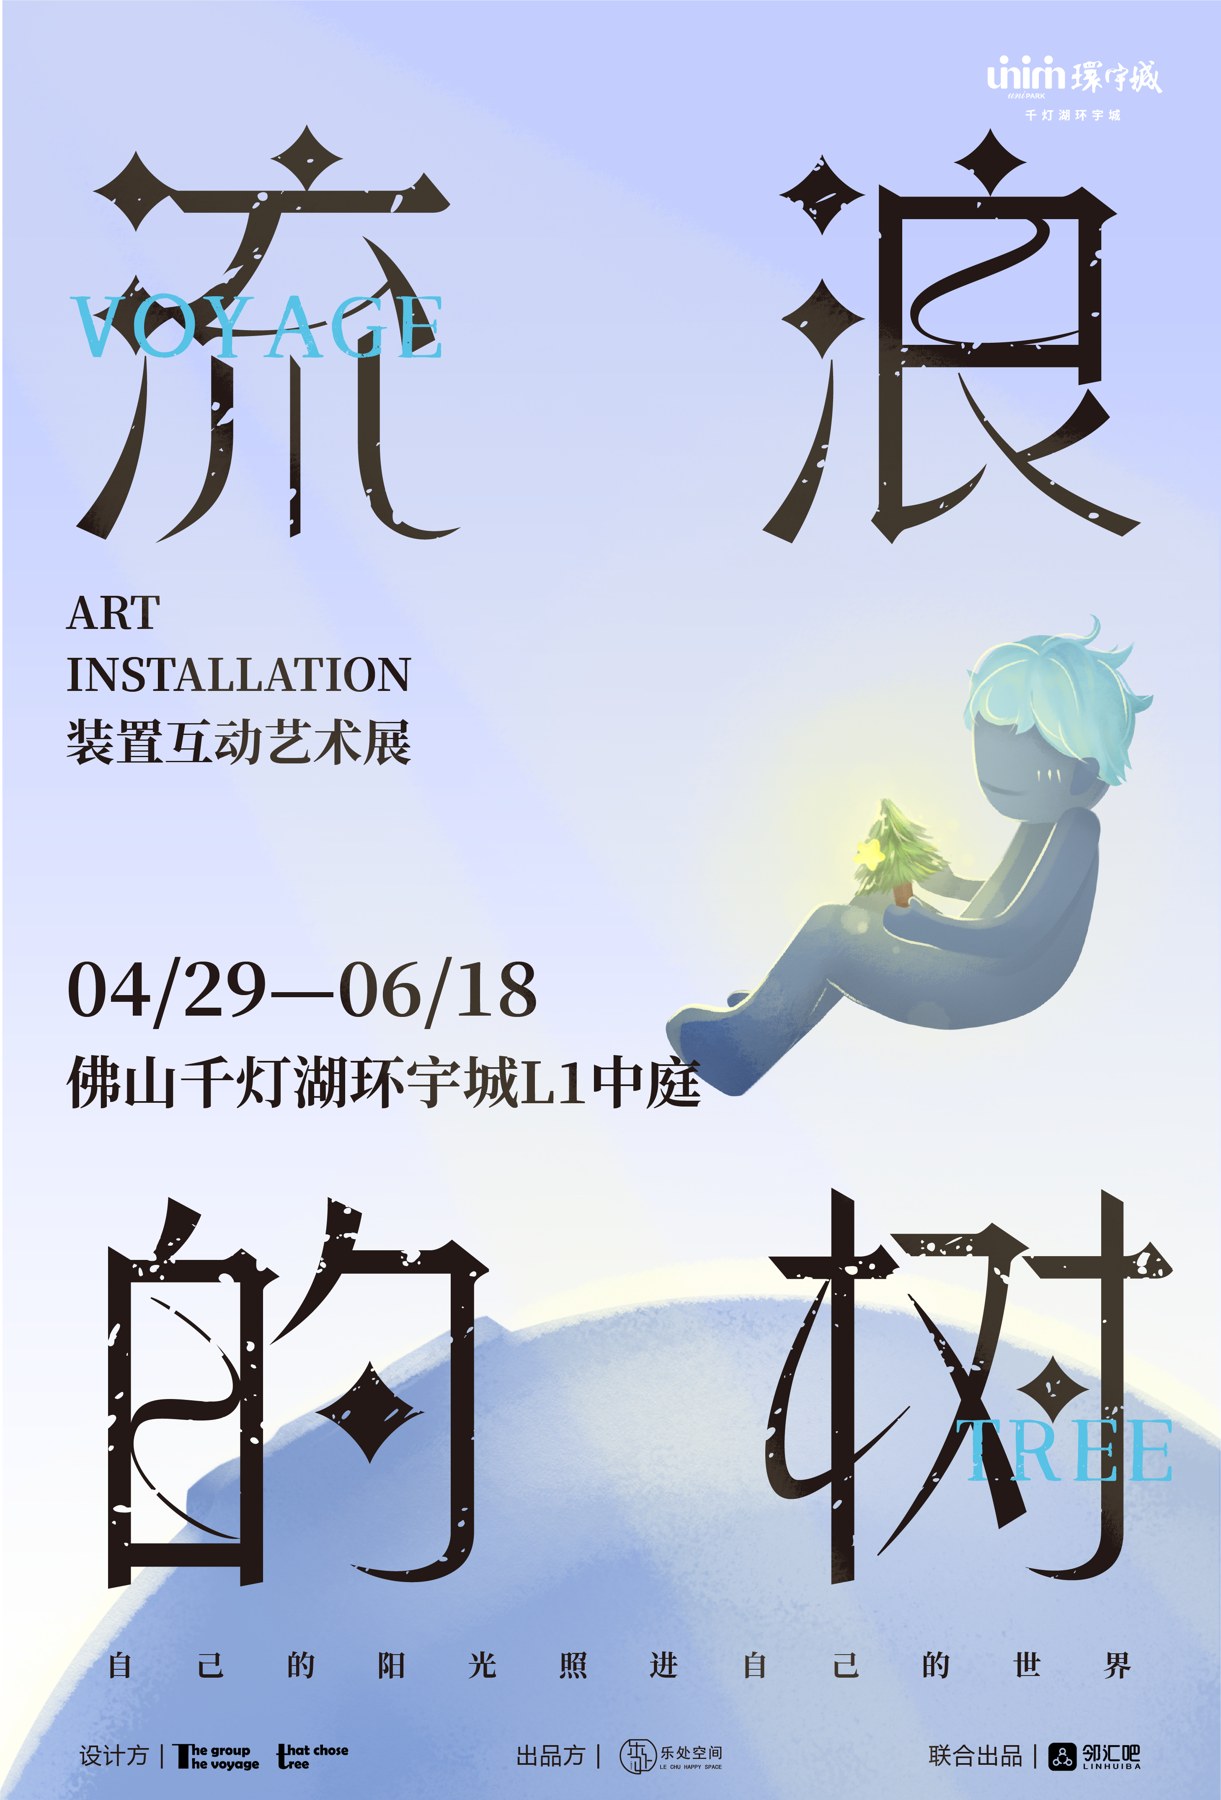 uniin 環宇城
千灯湖环宇城
流浪
VOYAGE
ART
INSTALLATION
装置互动艺术展
04/29—06/18
佛山千灯湖环宇城L1中庭
的树
TREE
自己的阳光照进自己的世界
设计方 | The group The voyage that chose tree
出品方 | 乐处空间 LE CHU HAPPY SPACE
联合出品 | 邻汇吧 LINHUIBA